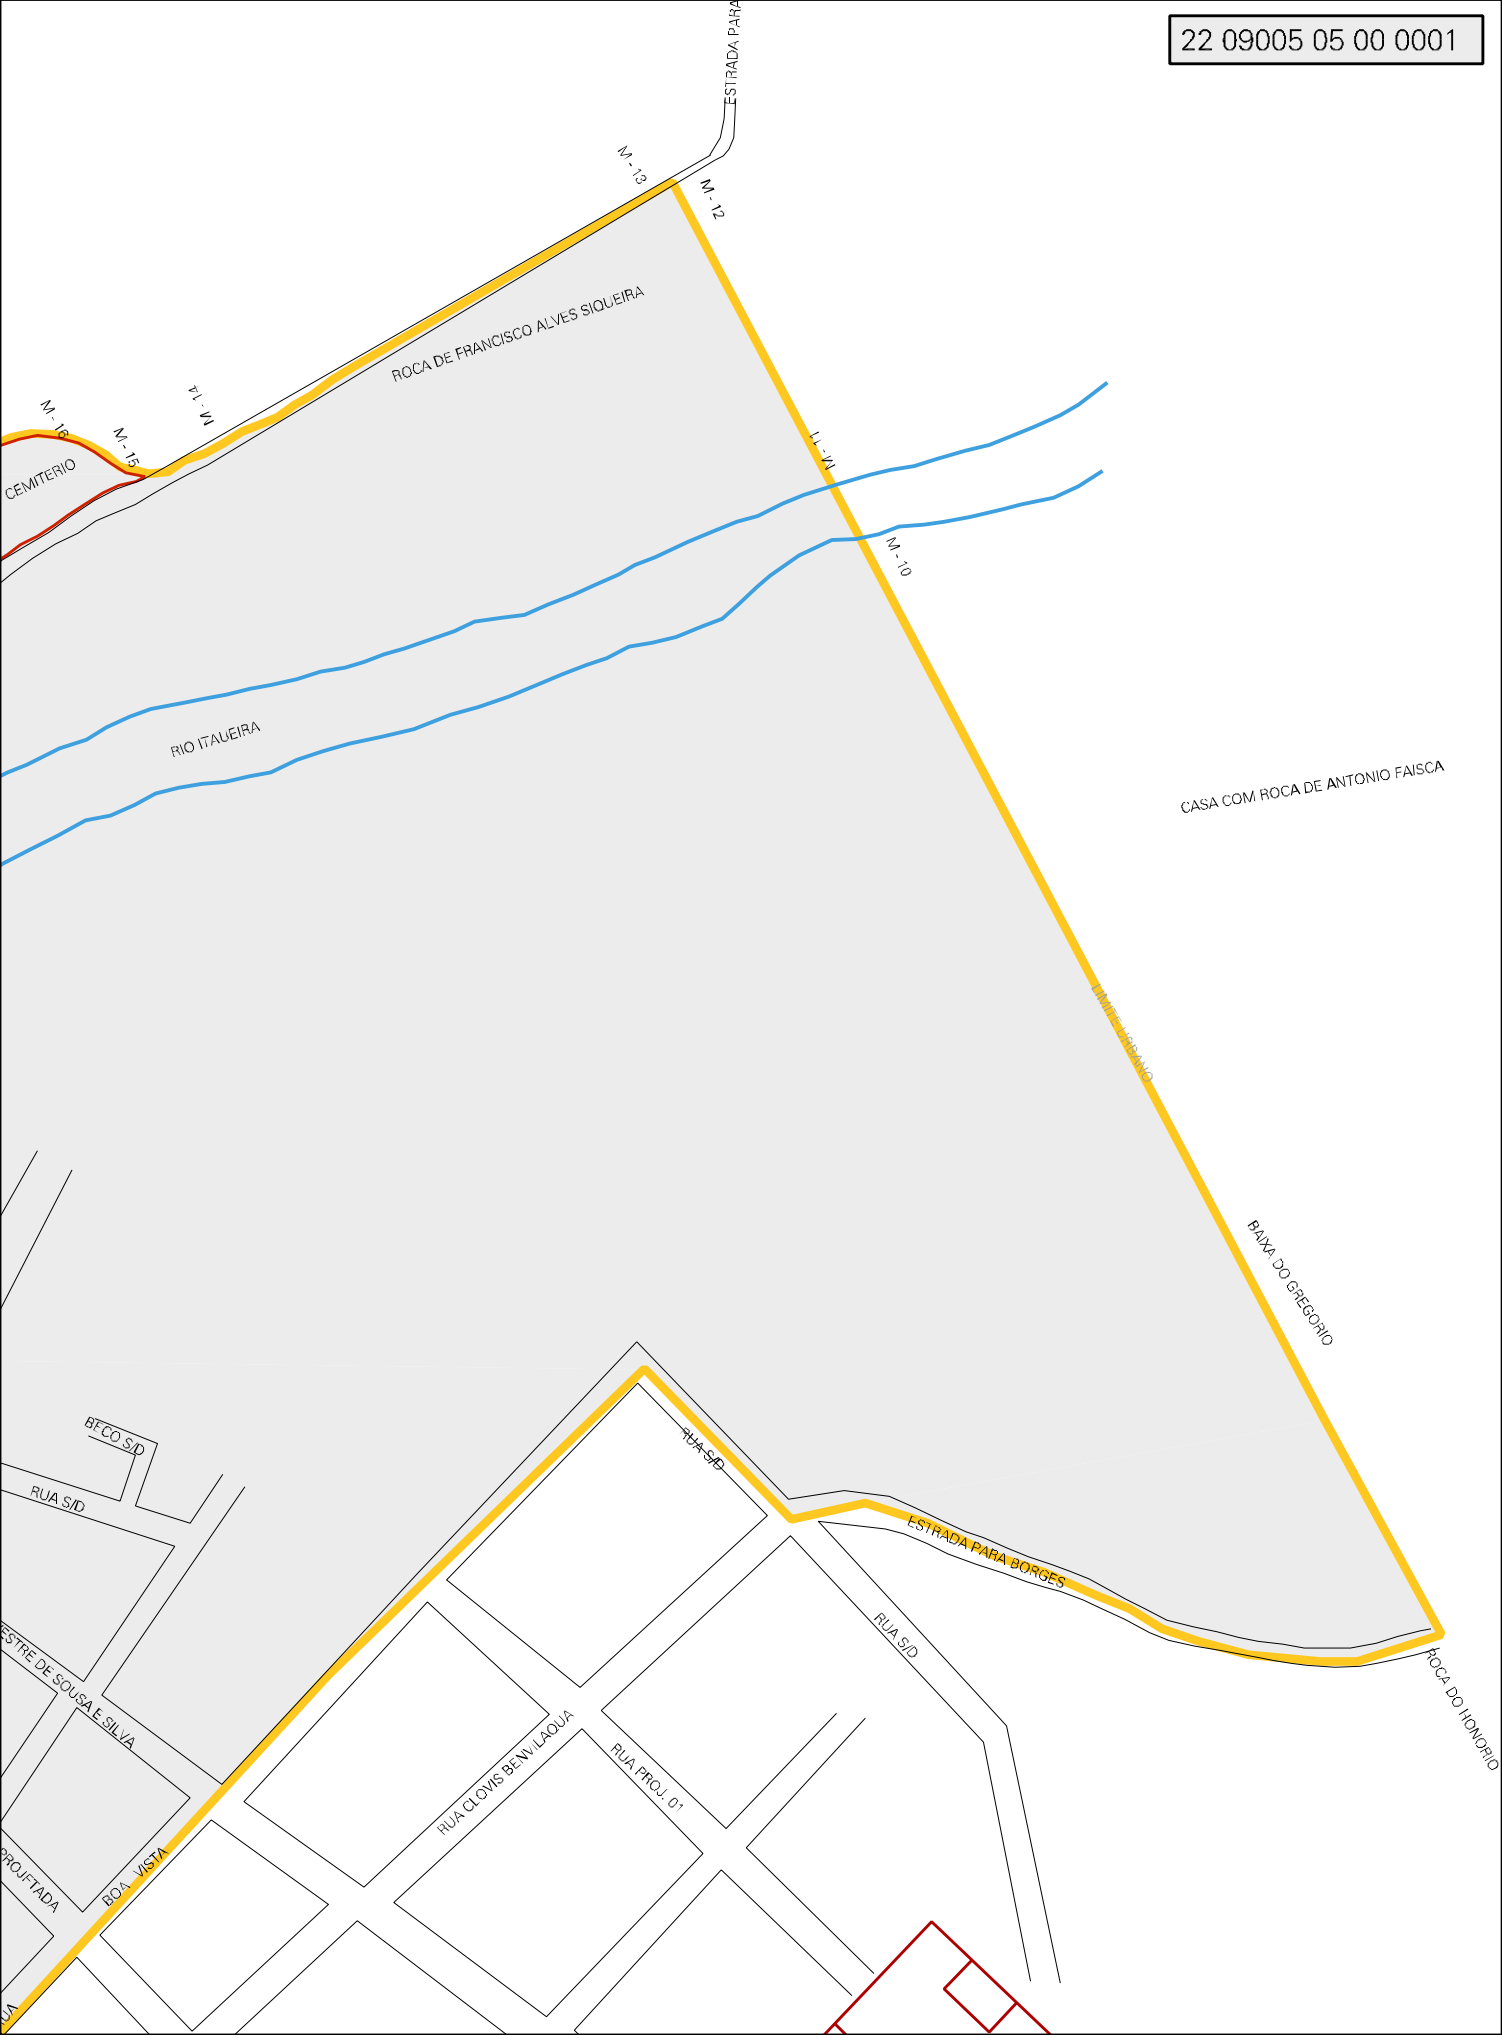 ESTRADA PARA
22 09005 05 00 0001
M - 13
M - 12
ROCA DE FRANCISCO ALVES SIQUEIRA
M - 14
M - 16
M - 15
CEMITERIO
M - 11
M - 10
RIO ITAUEIRA
CASA COM ROCA DE ANTONIO FAISCA
LIMITE URBANO
BAIXA DO GREGORIO
BECO S/D
RUA S/D
RUA S/D
ESTRADA PARA BORGES
RUA S/D
ESTRE DE SOUSA E SILVA
ROCA DO HONORIO
RUA CLOVIS BENVILAQUA
RUA PROJ. 01
PROJETADA
BOA VISTA
UA